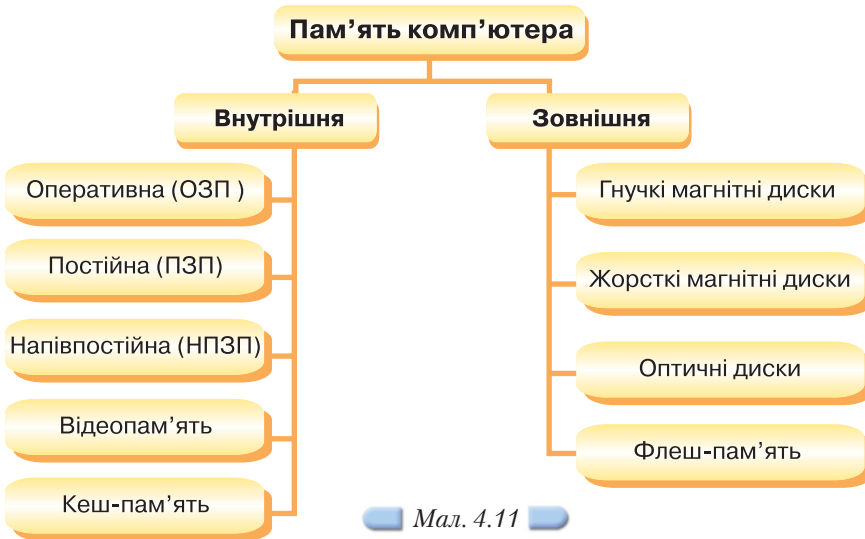 Пам’ять комп’ютера
Внутрішня
Зовнішня
Оперативна (ОЗП )
Постійна (ПЗП)
Напівпостійна (НПЗП)
Відеопам’ять
Кеш-пам’ять
Гнучкі магнітні диски
Жорсткі магнітні диски
Оптичні диски
Флеш-пам’ять
Мал. 4.11